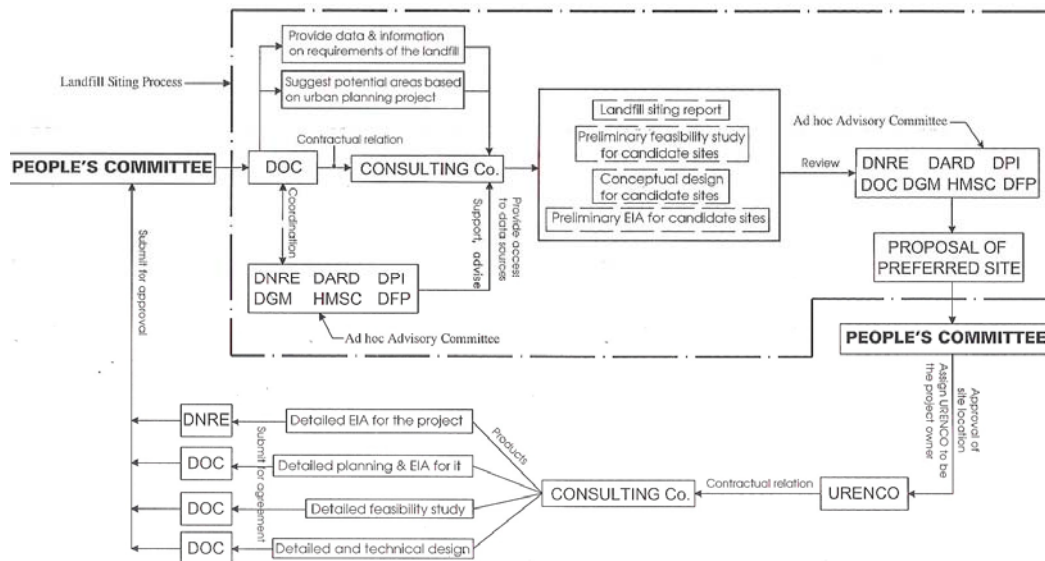 Provide data & information
on requirements of the landfill
Landfill Siting Process
Suggest potential areas based
on urban planning project
Contractual relation
PEOPLE'S COMMITTEE
DOC
CONSULTING Co.
Landfill siting report
Preliminary feasibility study
for candidate sites
Conceptual design
for candidate sites
Preliminary EIA for candidate sites
Ad hoc Advisory Committee
Review
DNRE DARD DPI
DOC DGM HMSC DFP
Coordination
Provide access
to data sources
Support, advise
DNRE DARD DPI
DGM HMSC DFP
Ad hoc Advisory Committee
PROPOSAL OF
PREFERRED SITE
PEOPLE'S COMMITTEE
Submit for approval
Approval of
site location
Assign URENCO to be
the project owner
DNRE
Detailed EIA for the project
Products
DOC
Detailed planning & EIA for it
Submit for agreement
DOC
Detailed feasibility study
DOC
Detailed and technical design
CONSULTING Co.
Contractual relation
URENCO